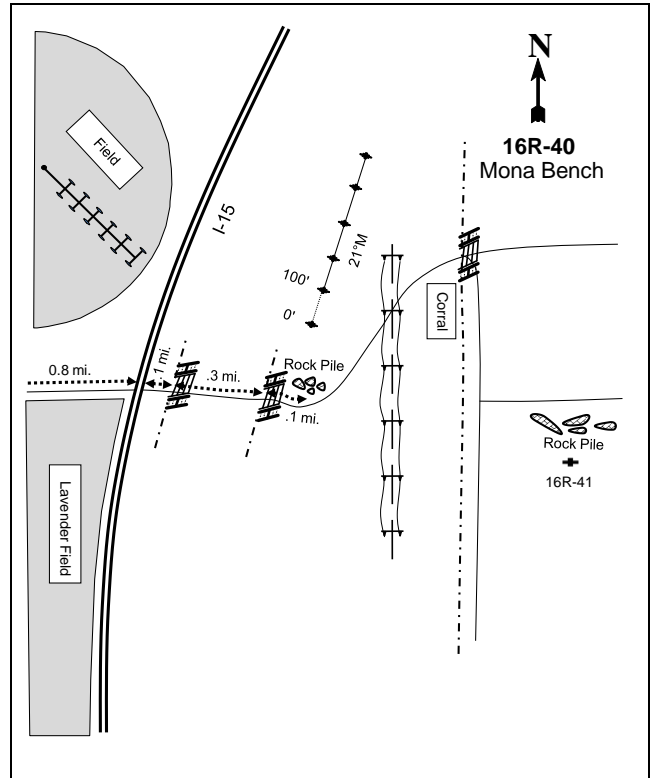 N
16R-40
Mona Bench
Field
I-15
21°M
100'
0'
Corral
0.8 mi.
.1 mi.
.3 mi.
Rock Pile
.1 mi.
Rock Pile
16R-41
Lavender Field